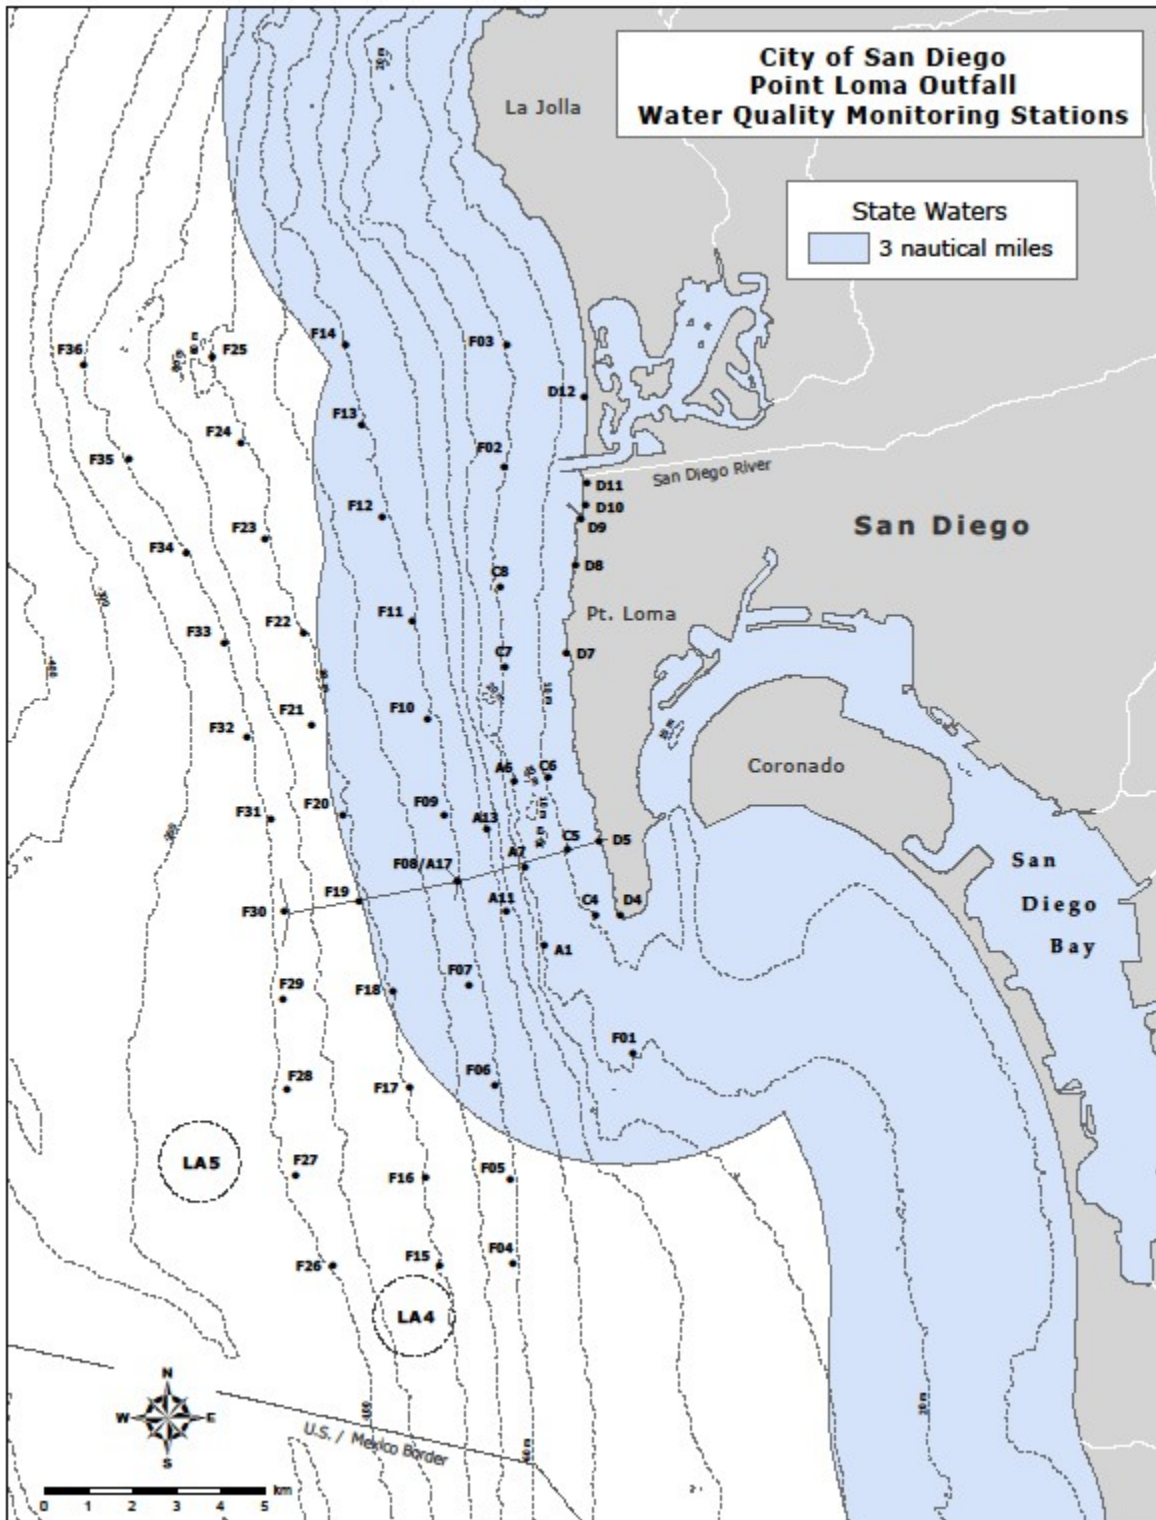 City of San Diego
Point Loma Outfall
Water Quality Monitoring Stations
La Jolla
State Waters
3 nautical miles
20 m
F14
F03
F36
F25
D12
F13
F24
F02
F35
San Diego River
D11
D10
D9
F12
San Diego
F23
F34
D8
C8
Pt. Loma
F11
F22
F33
C7
D7
F10
F21
F32
Coronado
A6
C6
F09
F20
F31
A13
C5
D5
A7
San
F08/A17
F19
F30
A11
C4
D4
Diego
A1
Bay
F07
F29
F18
F01
F06
F28
F17
LA5
F27
F16
F05
F04
F26
F15
LA4
N
W
E
S
20 m
U.S. / Mexico Border
km
0 1 2 3 4 5